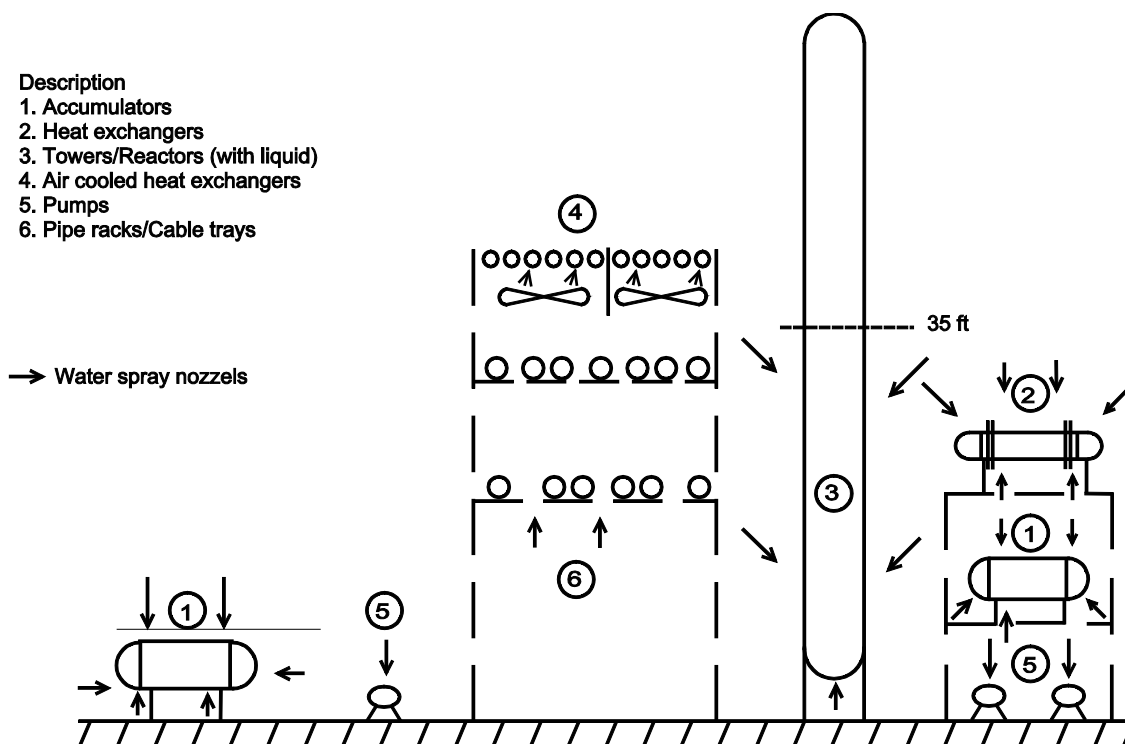 Description
1. Accumulators
2. Heat exchangers
3. Towers/Reactors (with liquid)
4. Air cooled heat exchangers
5. Pumps
6. Pipe racks/Cable trays
4
35 ft
Water spray nozzels
2
3
1
6
1
5
5